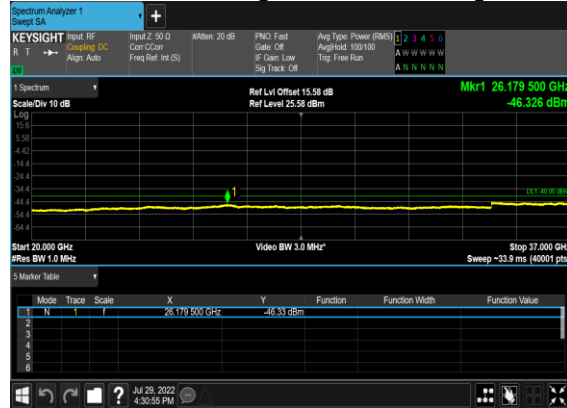 Spectrum Analyzer 1
Swept SA
+
KEYSIGHT Input: RF Input Z: 50 Ω #Atten: 20 dB PNO: Fast Avg Type: Power (RMS) 1 2 3 4 5 6
R T Coupling: DC Corr CCorr Gate: Off Avg|Hold: 100/100 A W W W W W
Align: Auto Freq Ref: Int (S) IF Gain: Low Trig: Free Run
LW Sig Track: Off A N N N N N
1 Spectrum Ref Lvl Offset 15.58 dB Mkr1 26.179 500 GHz
Scale/Div 10 dB Ref Level 25.58 dBm -46.326 dBm
Log
15.6
5.58
-4.42
-14.4
-24.4
-34.4 1 DL1 -40.00 dBm
-44.4
-54.4
-64.4
Start 20.000 GHz Video BW 3.0 MHz* Stop 37.000 GHz
#Res BW 1.0 MHz Sweep ~33.9 ms (40001 pts)
5 Marker Table
Mode Trace Scale X Y Function Function Width Function Value
1 N 1 f 26.179 500 GHz -46.33 dBm
2
3
4
5
6
? Jul 29, 2022
4:30:55 PM